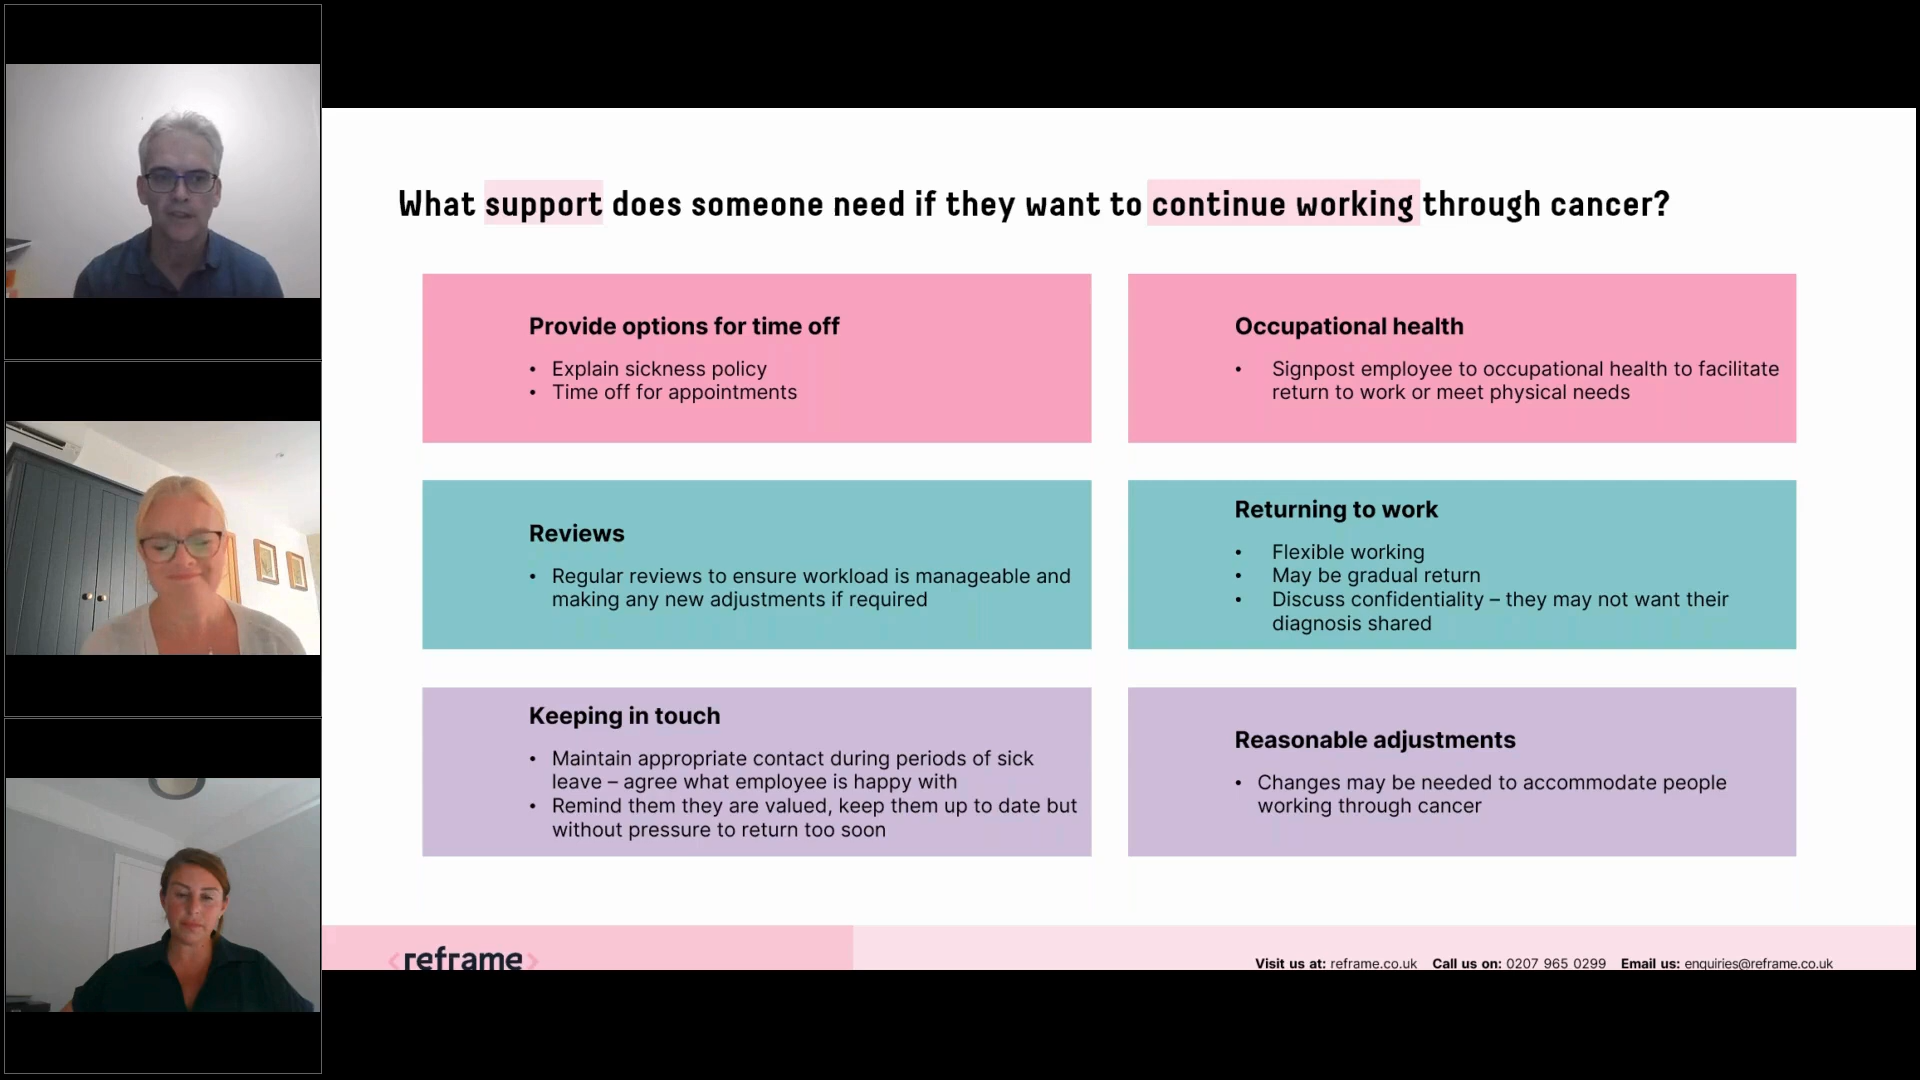 What support does someone need if they want to continue working through cancer?
Provide options for time off
• Explain sickness policy
• Time off for appointments
Occupational health
• Signpost employee to occupational health to facilitate
return to work or meet physical needs
Reviews
• Regular reviews to ensure workload is manageable and
making any new adjustments if required
Returning to work
• Flexible working
• May be gradual return
• Discuss confidentiality – they may not want their
diagnosis shared
Keeping in touch
• Maintain appropriate contact during periods of sick
leave – agree what employee is happy with
• Remind them they are valued, keep them up to date but
without pressure to return too soon
Reasonable adjustments
• Changes may be needed to accommodate people
working through cancer
<reframe>
Visit us at: reframe.co.uk Call us on: 0207 965 0299 Email us: enquiries@reframe.co.uk